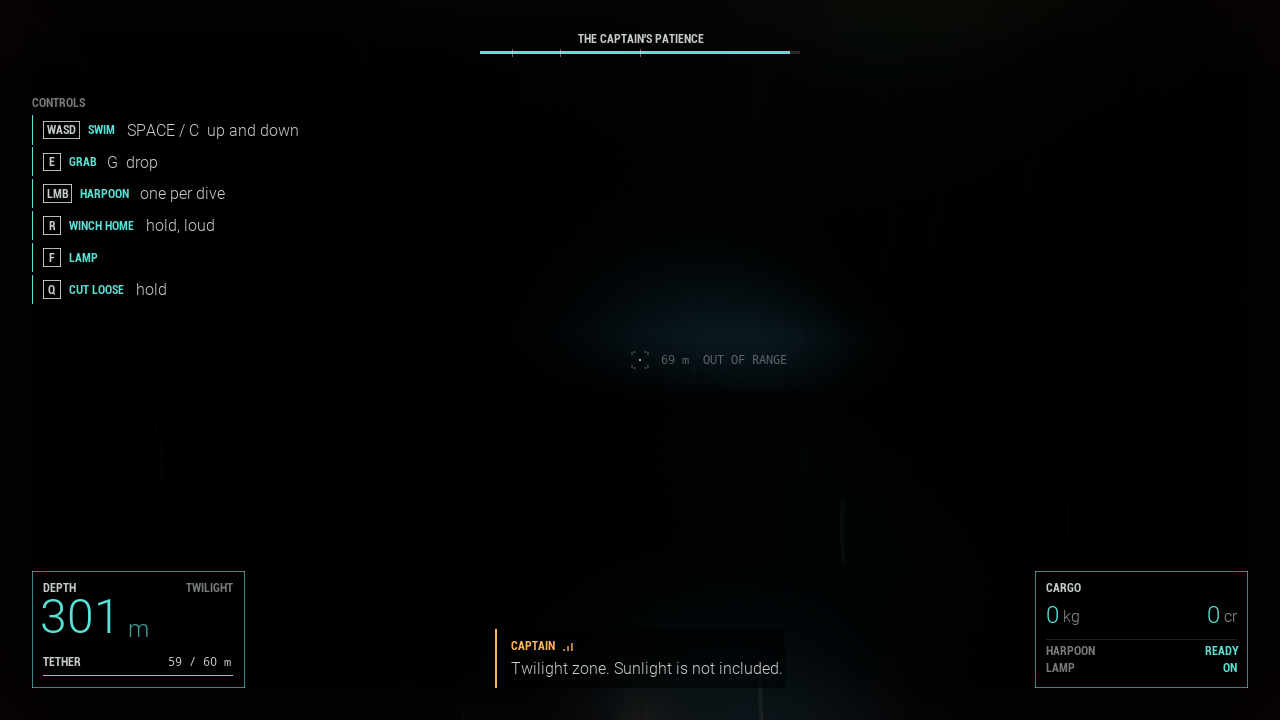 THE CAPTAIN'S PATIENCE
CONTROLS
WASD SWIM SPACE / C up and down
E GRAB G drop
LMB HARPOON one per dive
R WINCH HOME hold, loud
F LAMP
Q CUT LOOSE hold
69 m OUT OF RANGE
DEPTH TWILIGHT
301 m
TETHER 59 / 60 m
CAPTAIN
Twilight zone. Sunlight is not included.
CARGO
0 kg 0 cr
HARPOON READY
LAMP ON